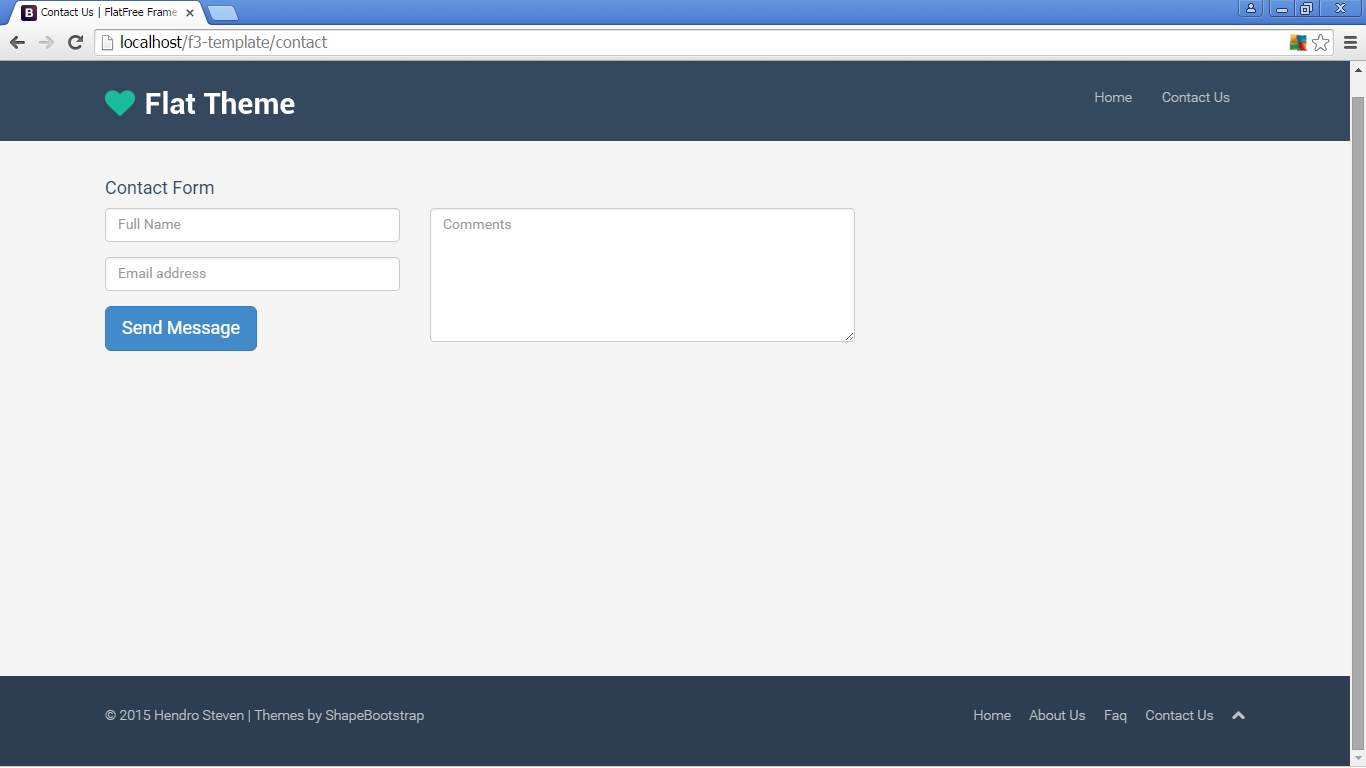 B Contact Us | FlatFree Frame
localhost/f3-template/contact
Flat Theme
Home
Contact Us
Contact Form
Full Name
Comments
Email address
Send Message
© 2015 Hendro Steven | Themes by ShapeBootstrap
Home
About Us
Faq
Contact Us